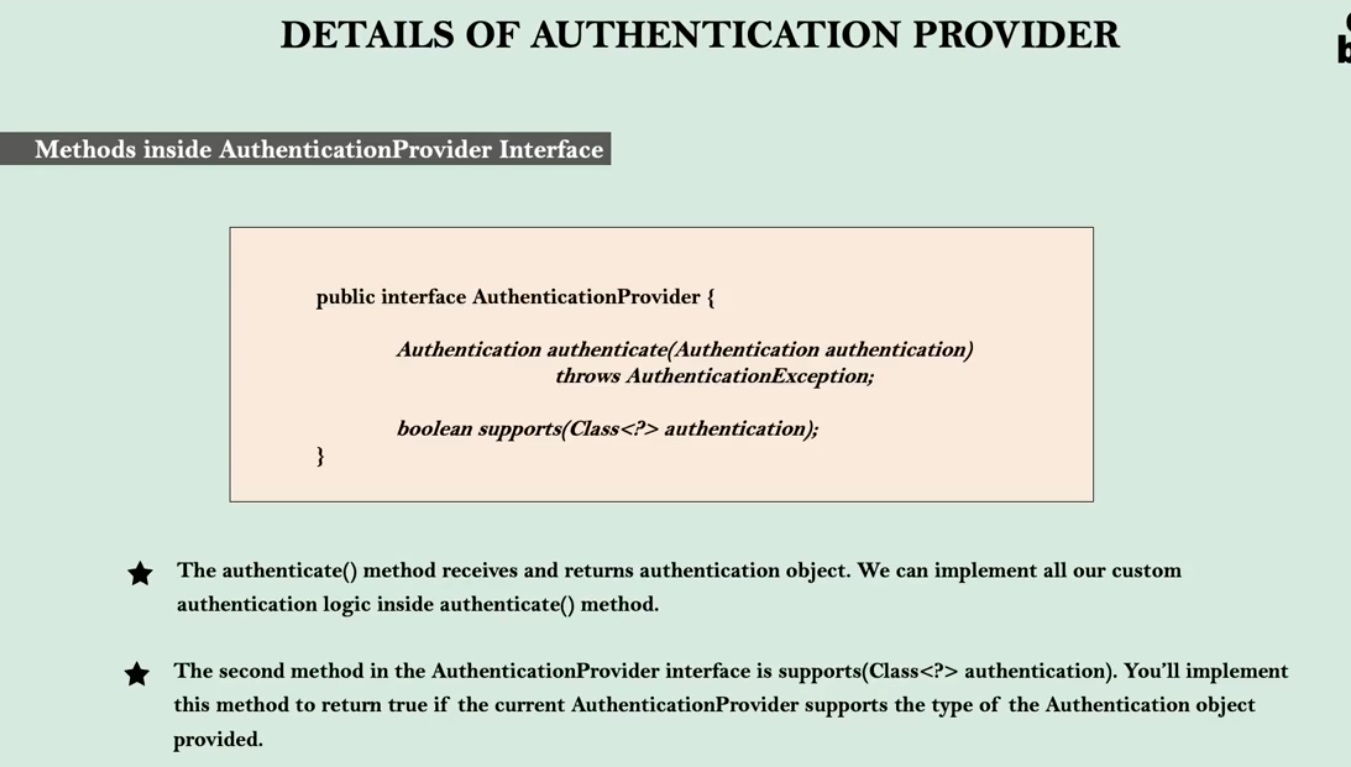 DETAILS OF AUTHENTICATION PROVIDER
Methods inside AuthenticationProvider Interface
public interface AuthenticationProvider {
Authentication authenticate(Authentication authentication)
throws AuthenticationException;
boolean supports(Class<?> authentication);
}
The authenticate() method receives and returns authentication object. We can implement all our custom
authentication logic inside authenticate() method.
The second method in the AuthenticationProvider interface is supports(Class<?> authentication). You’ll implement
this method to return true if the current AuthenticationProvider supports the type of the Authentication object
provided.